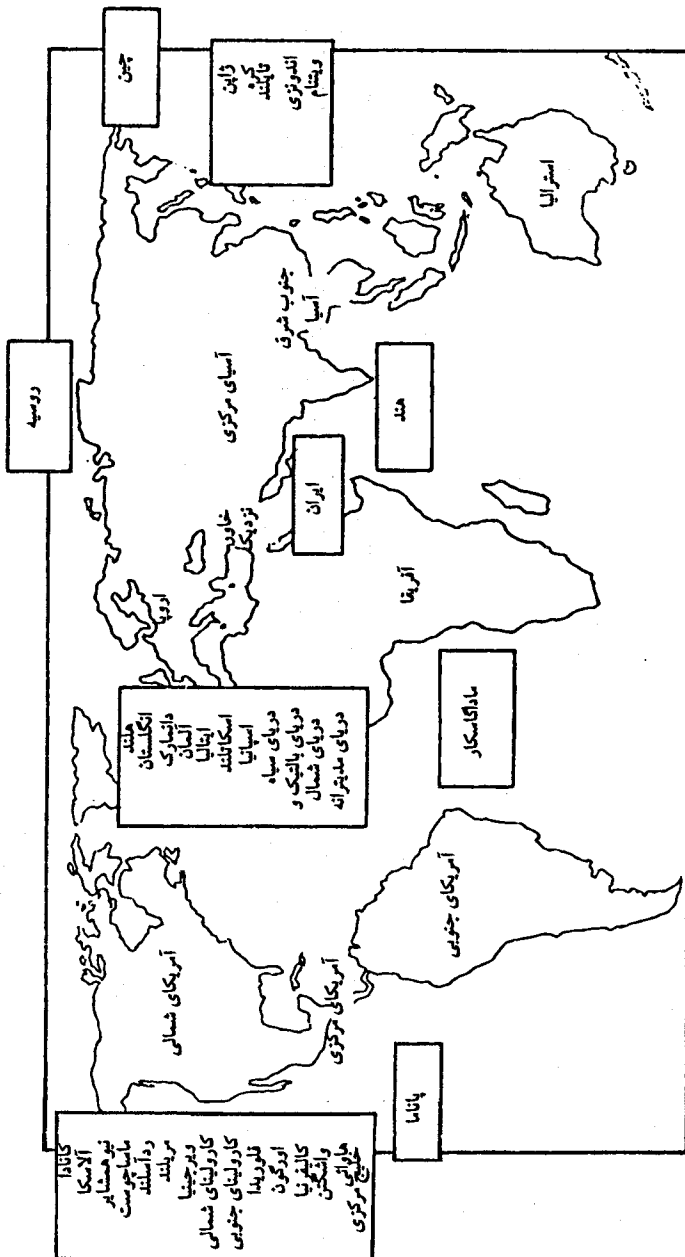 روسیه
چین
ژاپن
کره
تایلند
اندونزی
ویتنام
اروپا
خاور
نزدیک
آسیای مرکزی
جنوب شرق
آسیا
ایران
هند
استرالیا
آفریقا
ماداگاسکار
هلند
انگلستان
دانمارک
آلمان
ایتالیا
اسکاتلند
اسپانیا
دریای سیاه
دریای بالتیک و
دریای شمال
دریای مدیترانه
آمریکای شمالی
آمریکای مرکزی
آمریکای جنوبی
پاناما
کانادا
آلاسکا
نیوهمشایر
ماساچوست
ردآسلند
مریلند
ویرجینیا
کارولینای شمالی
کارولینای جنوبی
فلوریدا
اورگون
کالفرنیا
واشنگتن
هاوائی
خلیج مرکزی